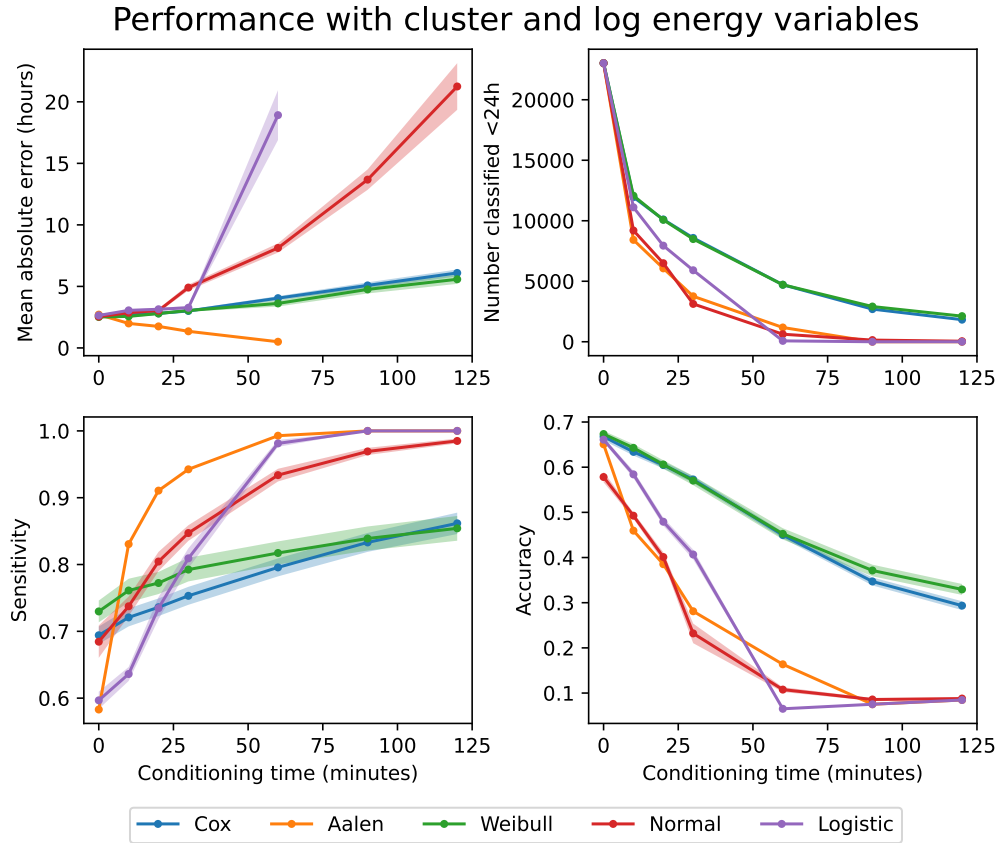 Performance with cluster and log energy variables
Mean absolute error (hours)
20
15
10
5
0
0 25 50 75 100 125
Number classified <24h
20000
15000
10000
5000
0
0 25 50 75 100 125
Sensitivity
1.0
0.9
0.8
0.7
0.6
0 25 50 75 100 125
Conditioning time (minutes)
Accuracy
0.7
0.6
0.5
0.4
0.3
0.2
0.1
0 25 50 75 100 125
Conditioning time (minutes)
Cox Aalen Weibull Normal Logistic